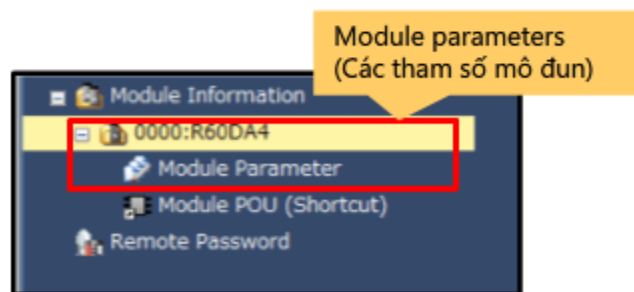 Module parameters
(Các tham số mô đun)
Module Information
0000:R60DA4
Module Parameter
Module POU (Shortcut)
Remote Password